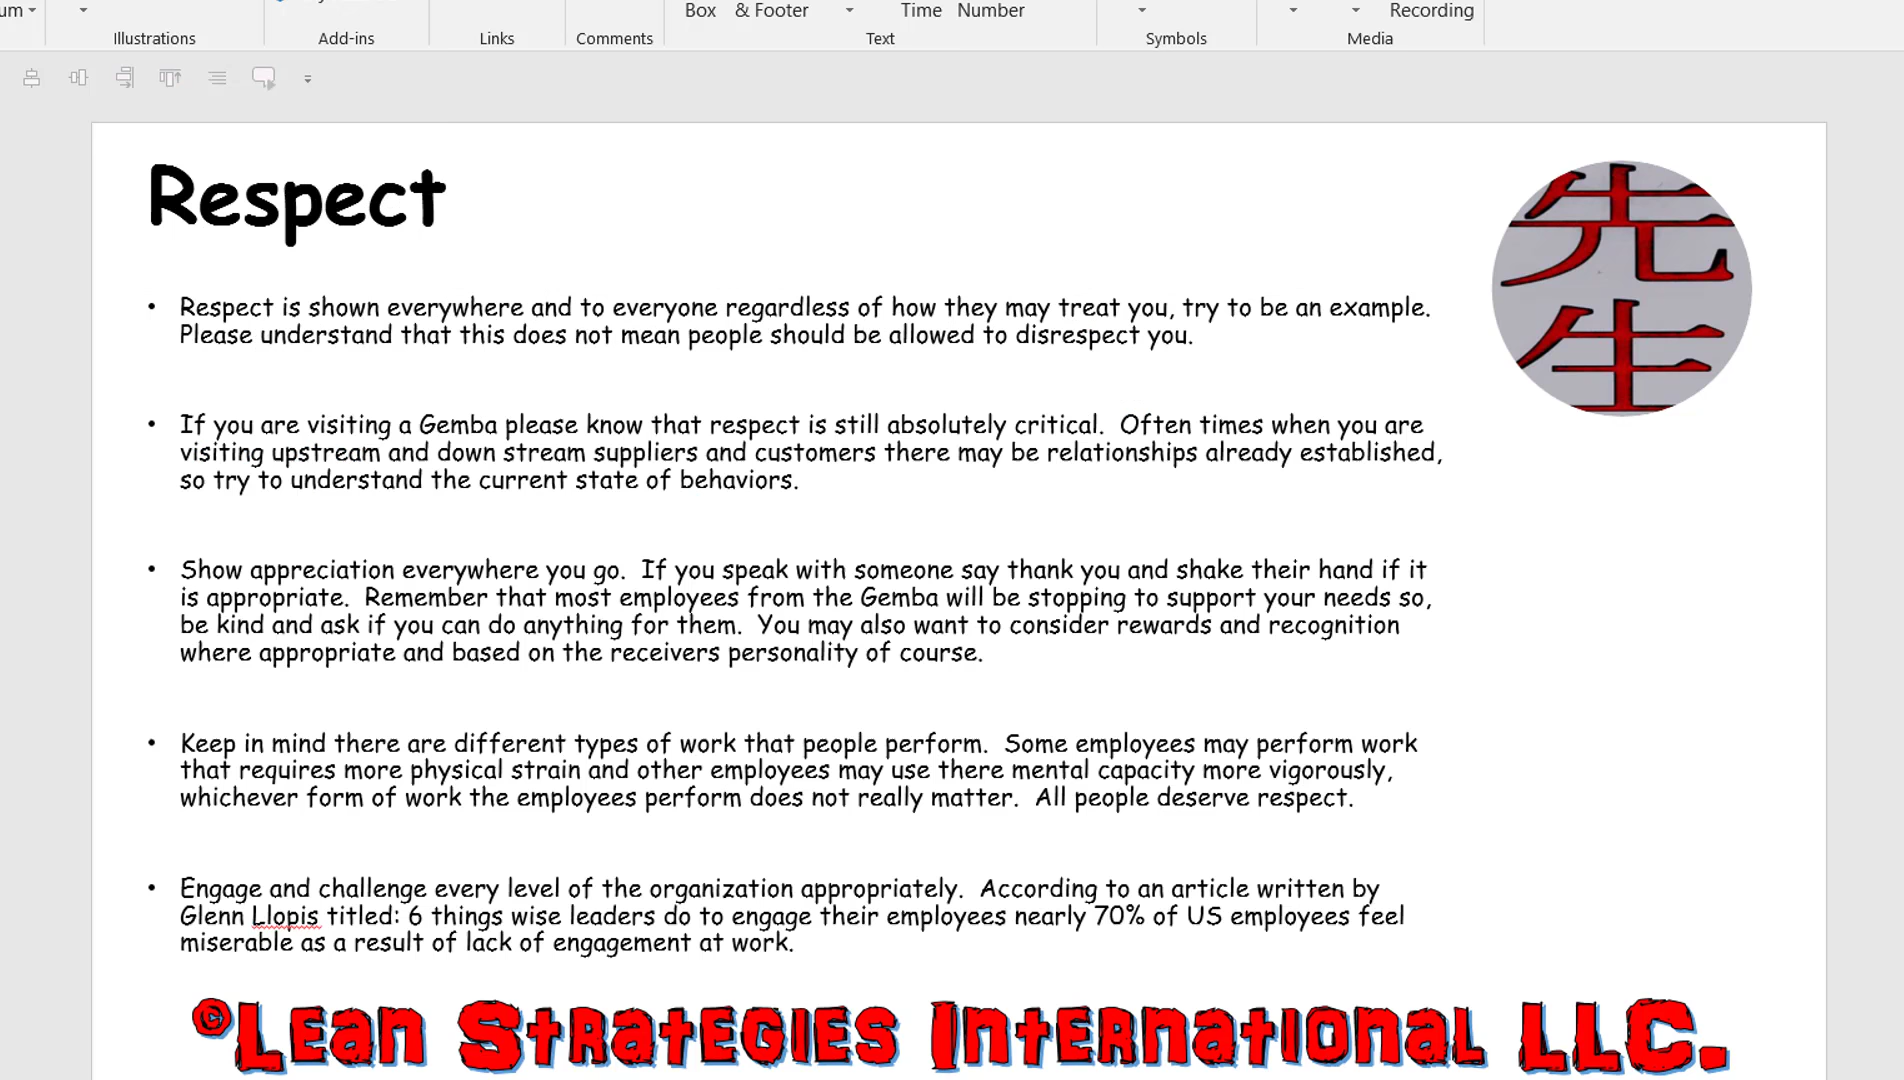 Box & Footer Time Number Recording
Illustrations Add-ins Links Comments Text Symbols Media
Respect
先
生
• Respect is shown everywhere and to everyone regardless of how they may treat you, try to be an example.
Please understand that this does not mean people should be allowed to disrespect you.
• If you are visiting a Gemba please know that respect is still absolutely critical.  Often times when you are
visiting upstream and down stream suppliers and customers there may be relationships already established,
so try to understand the current state of behaviors.
• Show appreciation everywhere you go.  If you speak with someone say thank you and shake their hand if it
is appropriate.  Remember that most employees from the Gemba will be stopping to support your needs so,
be kind and ask if you can do anything for them.  You may also want to consider rewards and recognition
where appropriate and based on the receivers personality of course.
• Keep in mind there are different types of work that people perform.  Some employees may perform work
that requires more physical strain and other employees may use there mental capacity more vigorously,
whichever form of work the employees perform does not really matter.  All people deserve respect.
• Engage and challenge every level of the organization appropriately.  According to an article written by
Glenn Llopis titled: 6 things wise leaders do to engage their employees nearly 70% of US employees feel
miserable as a result of lack of engagement at work.
©Lean Strategies International LLC.